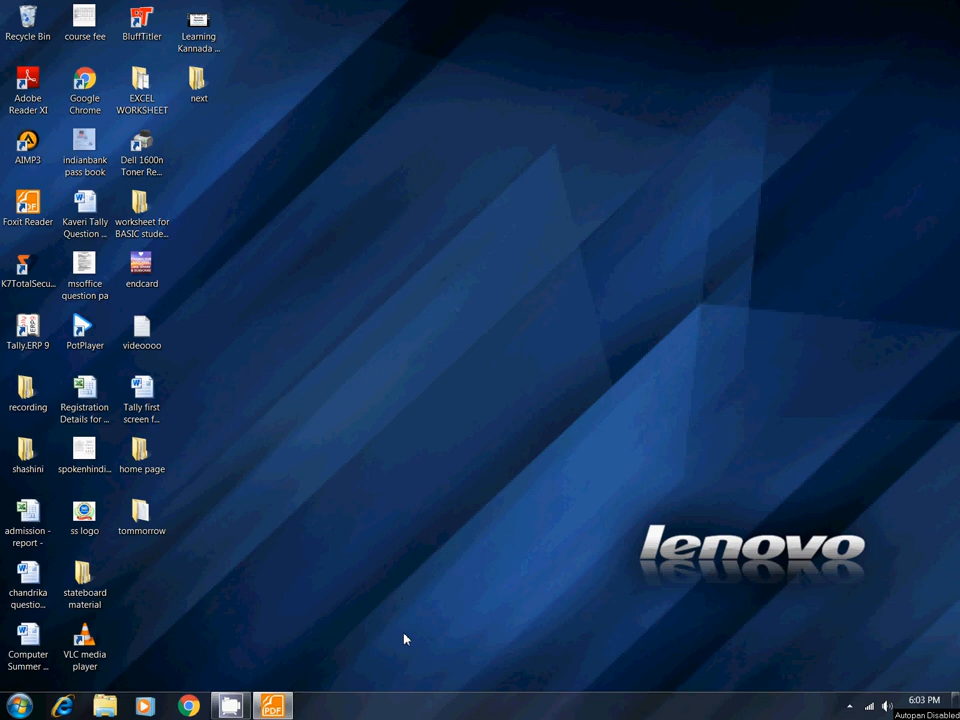 Recycle Bin
course fee
BluffTitler
Learning
Kannada ...
Adobe
Reader XI
Google
Chrome
EXCEL
WORKSHEET
next
AIMP3
indianbank
pass book
Dell 1600n
Toner Re...
Foxit Reader
Kaveri Tally
Question ...
worksheet for
BASIC stude...
K7TotalSecu...
msoffice
question pa
endcard
Tally.ERP 9
PotPlayer
videoooo
recording
Registration
Details for ...
Tally first
screen f...
shashini
spokenhindi...
home page
admission -
report -
ss logo
tommorrow
chandrika
questio...
stateboard
material
Computer
Summer ...
VLC media
player
lenovo
PDF
6:03 PM
Autopan Disabled